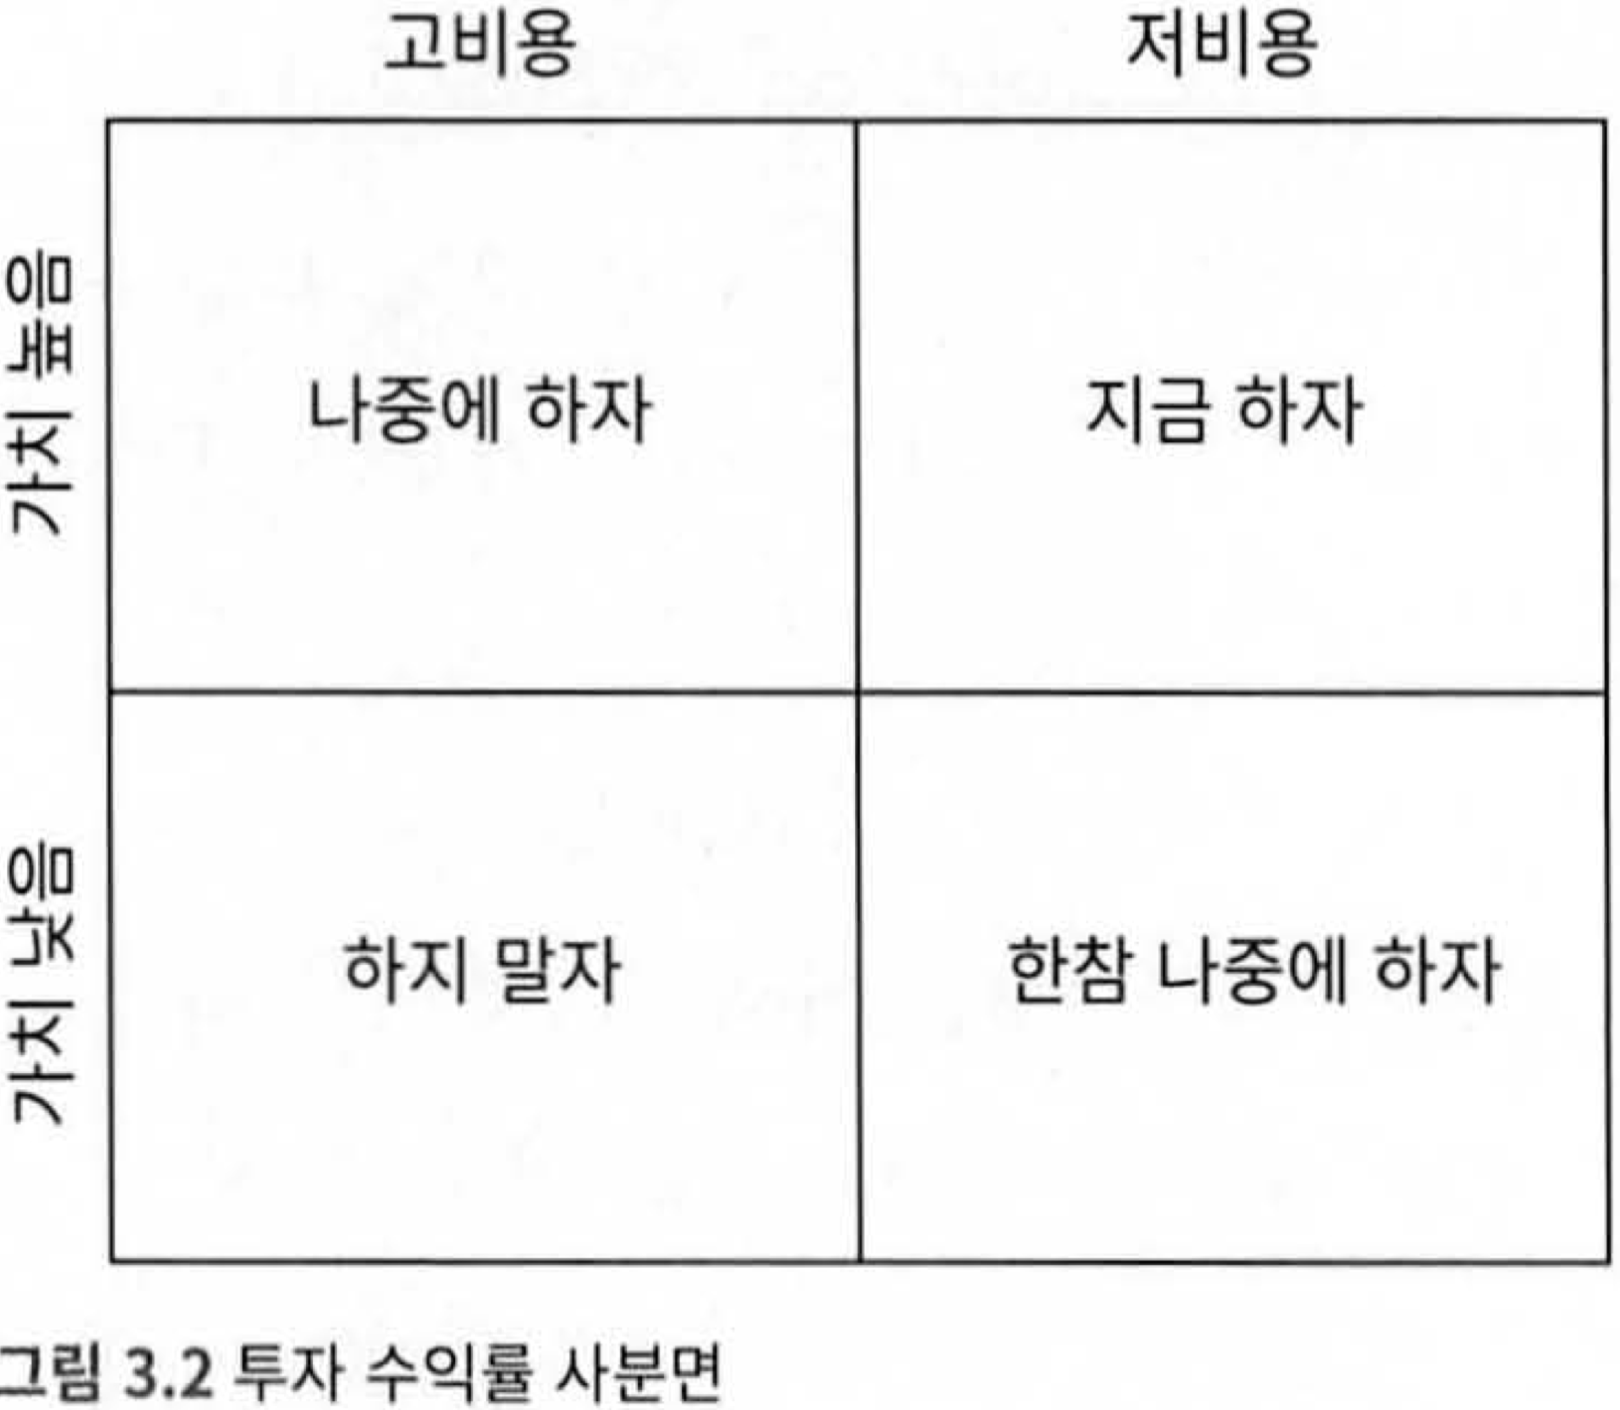 고비용 저비용
가치 높음
나중에 하자 지금 하자
가치 낮음
하지 말자 한참 나중에 하자
그림 3.2 투자 수익률 사분면